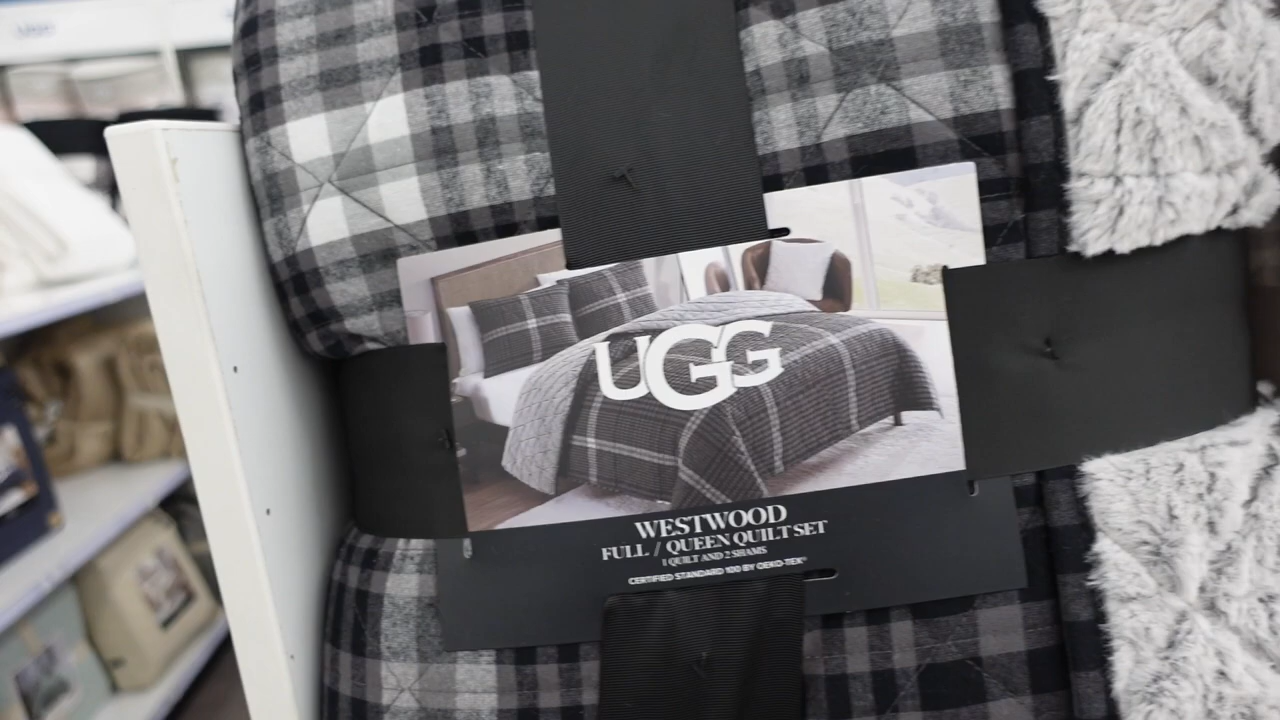 UGG
WESTWOOD
FULL / QUEEN QUILT SET
1 QUILT AND 2 SHAMS
CERTIFIED STANDARD 100 BY OEKO-TEX®